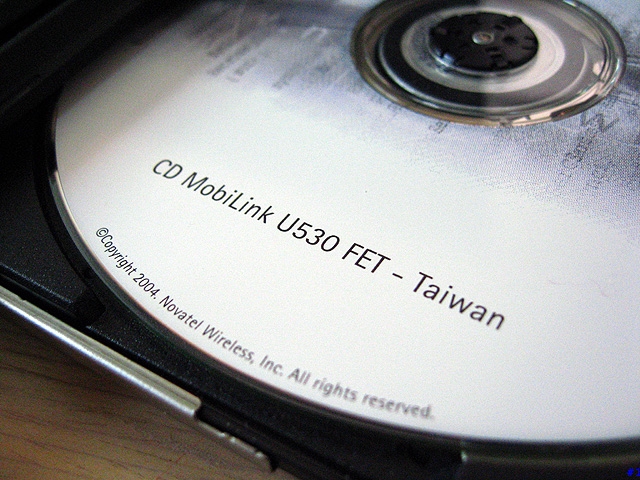 CD MobiLink U530 FET - Taiwan
©Copyright 2004. Novatel Wireless, Inc. All rights reserved.